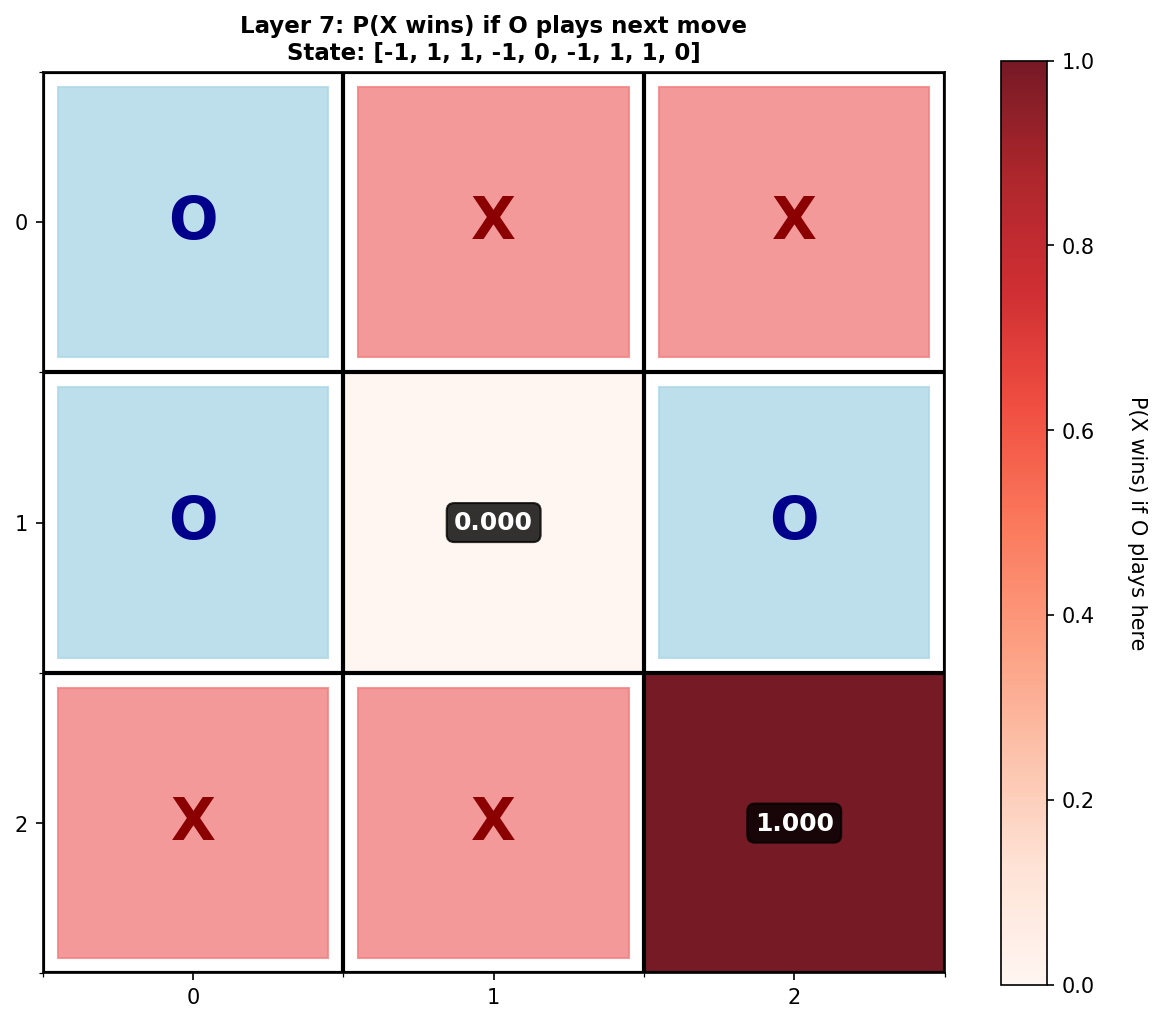 Layer 7: P(X wins) if O plays next move
State: [-1, 1, 1, -1, 0, -1, 1, 1, 0]
O
X
X
O
0.000
O
X
X
1.000
0
1
2
0
1
2
1.0
0.8
0.6
0.4
0.2
0.0
P(X wins) if O plays here